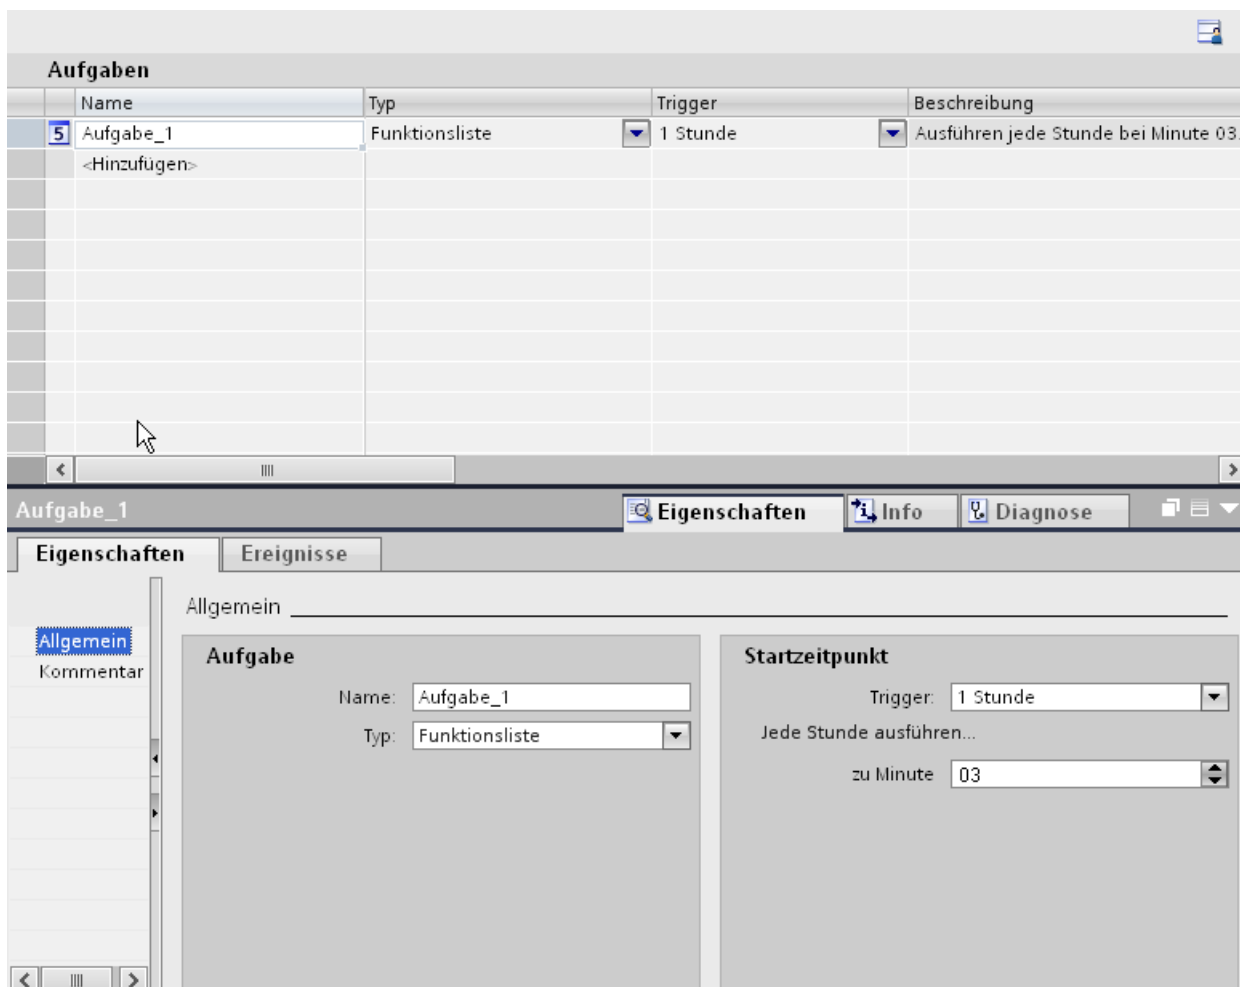 Aufgaben
Name Typ Trigger Beschreibung
5 Aufgabe_1 Funktionsliste 1 Stunde Ausführen jede Stunde bei Minute 03.
<Hinzufügen>
Aufgabe_1 Eigenschaften Info Diagnose
Eigenschaften Ereignisse
Allgemein
Allgemein
Kommentar
Aufgabe
Name: Aufgabe_1
Typ: Funktionsliste
Startzeitpunkt
Trigger: 1 Stunde
Jede Stunde ausführen...
zu Minute 03